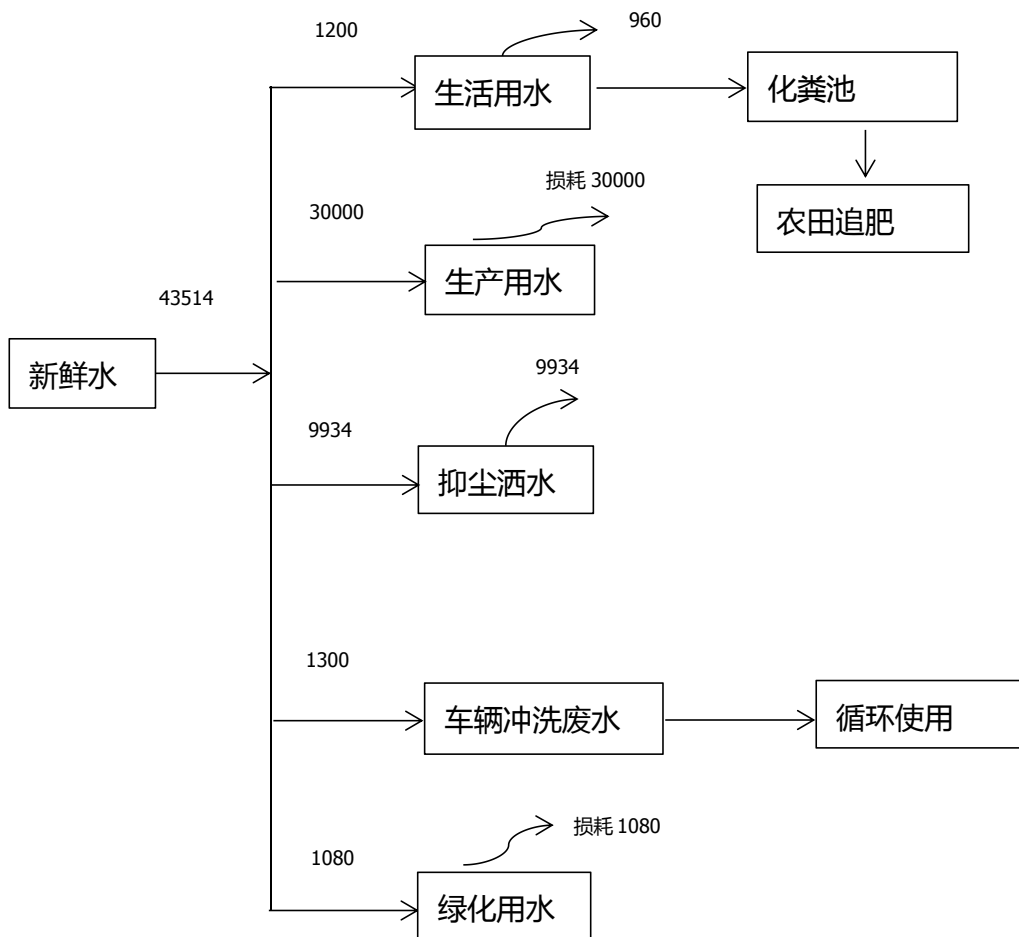 1200
960
生活用水
化粪池
损耗 30000
30000
农田追肥
生产用水
43514
新鲜水
9934
9934
抑尘洒水
1300
车辆冲洗废水
循环使用
损耗 1080
1080
绿化用水